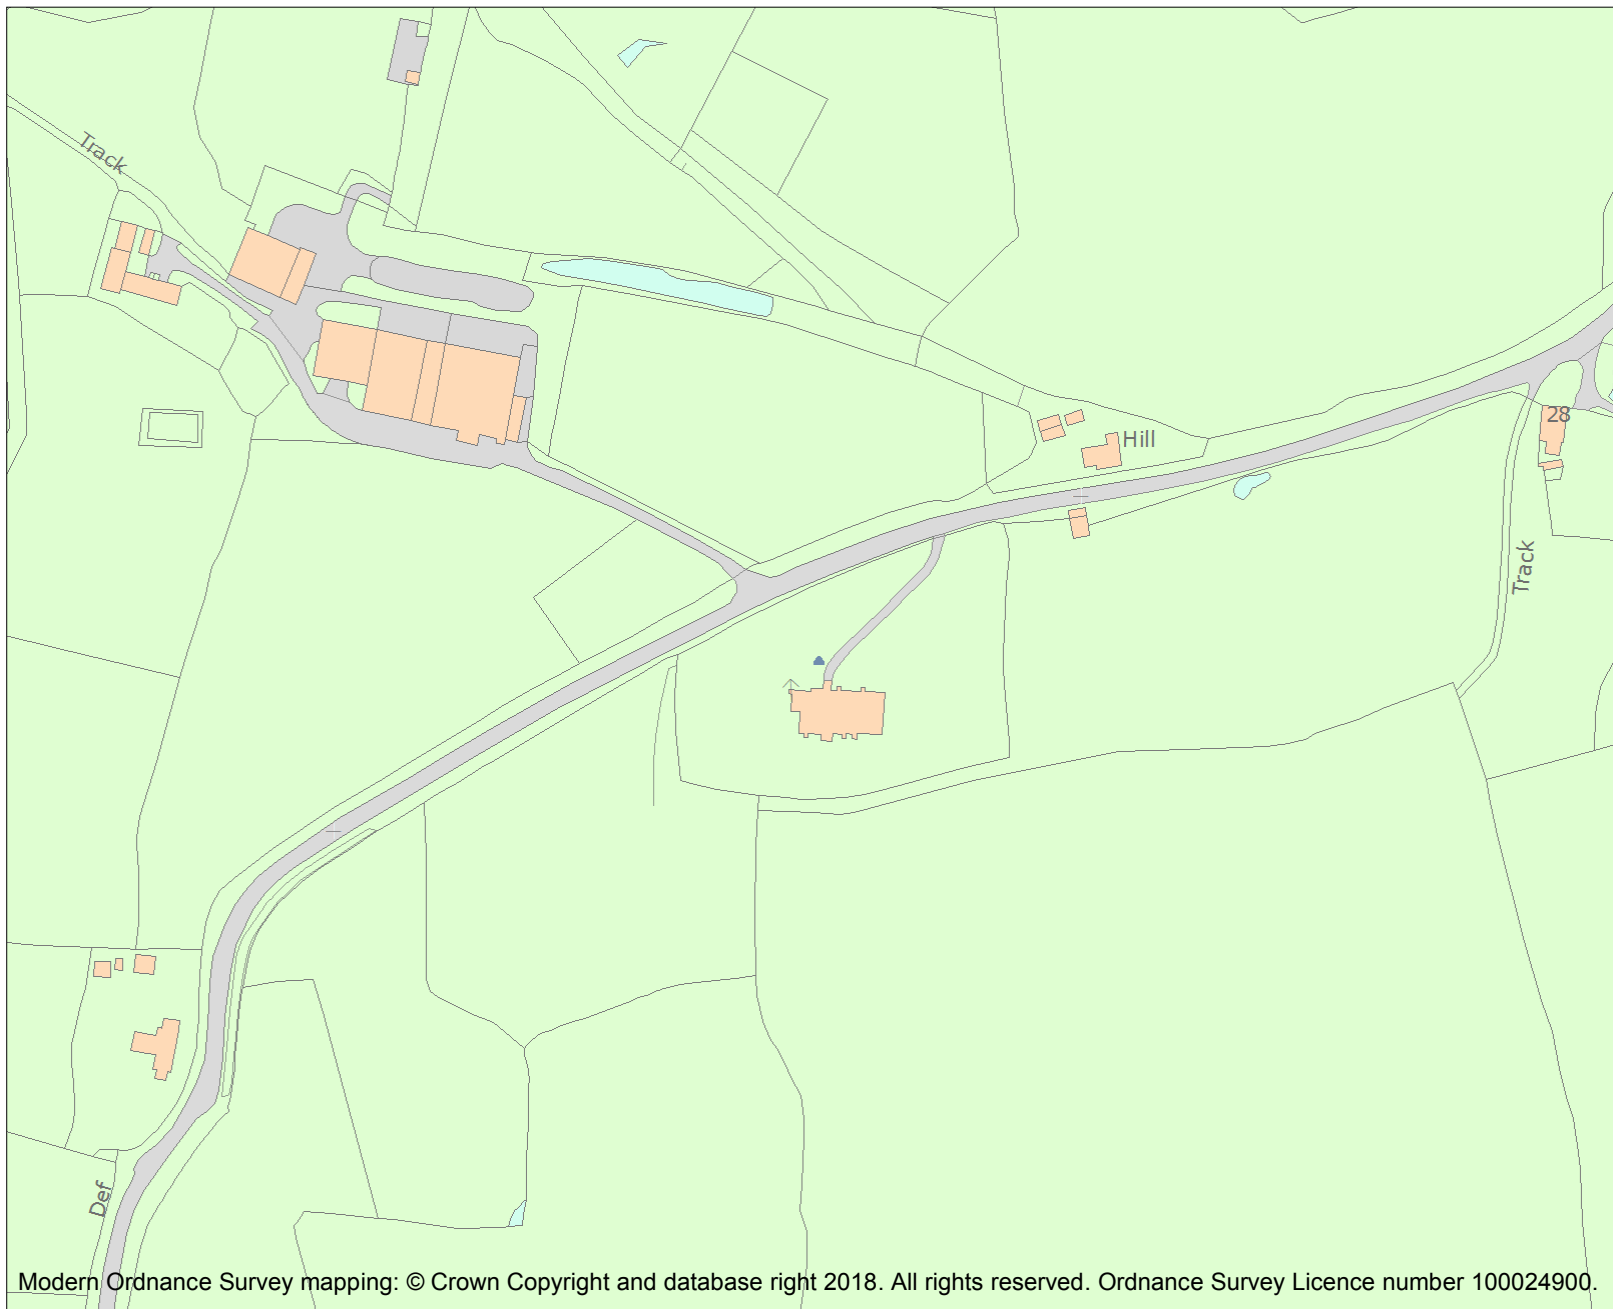 Track
28
Hill
Track
Def
Modern Ordnance Survey mapping: © Crown Copyright and database right 2018. All rights reserved. Ordnance Survey Licence number 100024900.